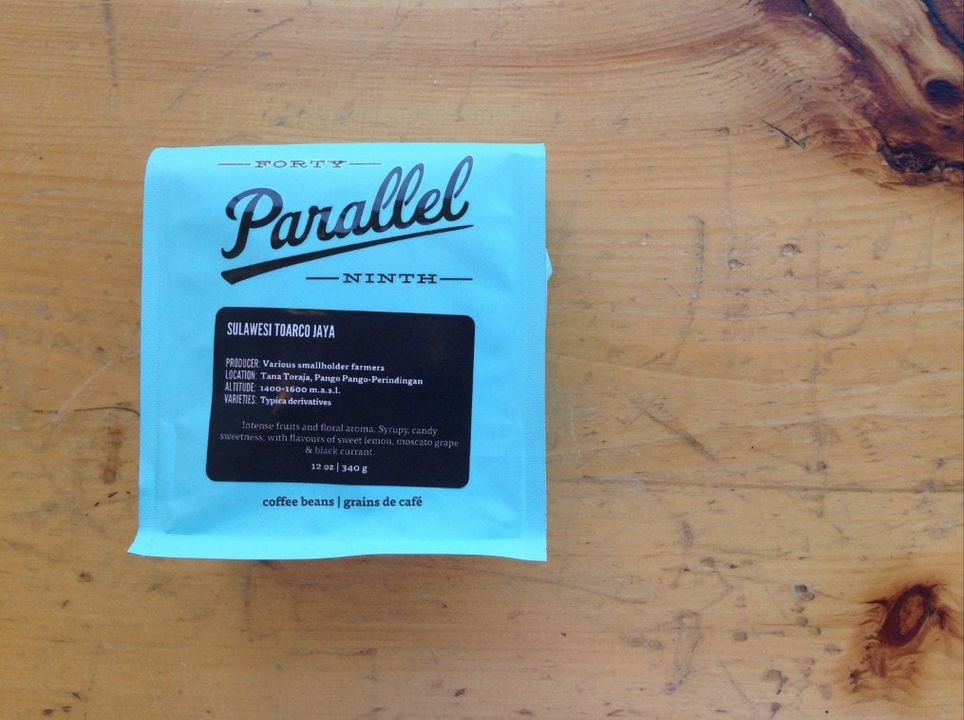 FORTY
Parallel
NINTH
SULAWESI TOARCO JAYA
PRODUCER: Various smallholder farmers
LOCATION: Tana Toraja, Pango Pango-Perindingan
ALTITUDE: 1400-1600 m.a.s.l.
VARIETIES: Typica derivatives
Intense fruits and floral aroma. Syrupy, candy
sweetness, with flavours of sweet lemon, moscato grape
& black currant.
12 oz | 340 g
coffee beans | grains de café